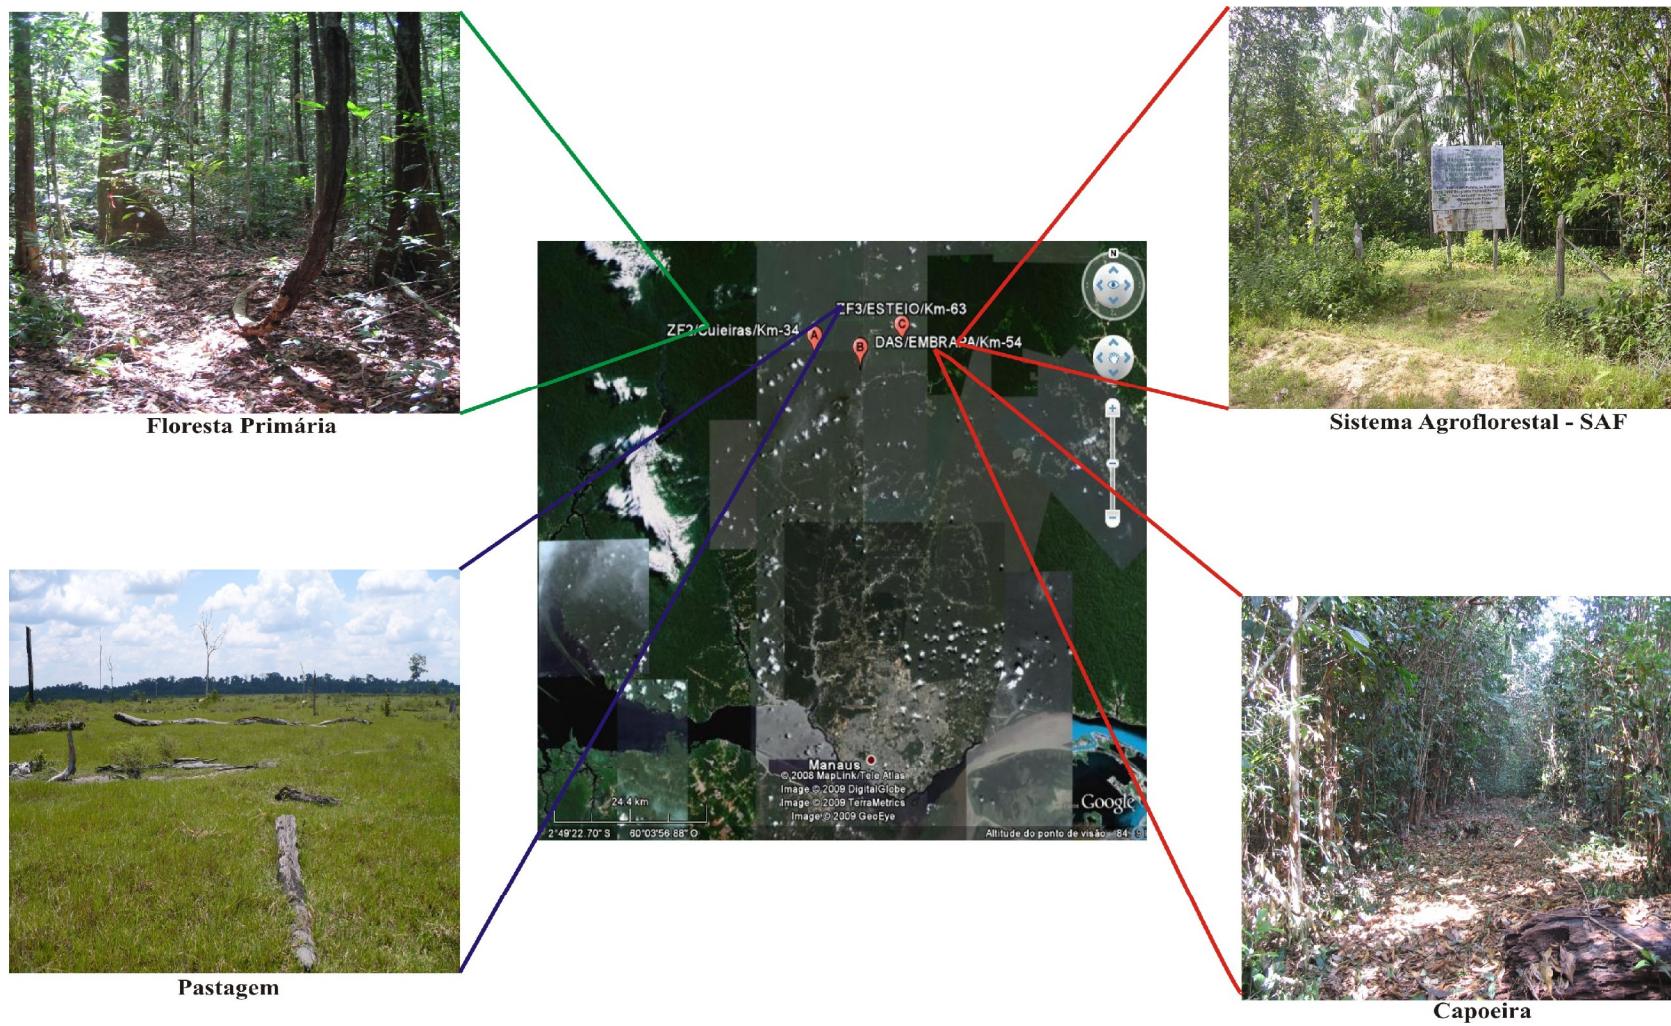 Floresta Primária
Sistema Agroflorestal - SAF
N
ZF3/ESTEIO/Km-63
ZF2/Cuieiras/Km-34
A
B
C
DAS/EMBRAPA/Km-54
Manaus
© 2008 MapLink/Tele Atlas
Image © 2009 DigitalGlobe
Image © 2009 TerraMetrics
Image © 2009 GeoEye
Google
24.4 km
2°49'22.70" S 60°03'56.88" O
Altitude do ponto de visão
Pastagem
Capoeira